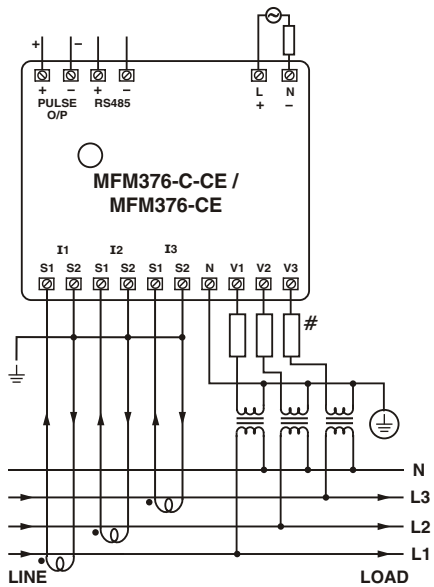 + −
+ − + − L N
PULSE O/P RS485 + −
MFM376-C-CE /
MFM376-CE
I1 I2 I3
S1 S2 S1 S2 S1 S2 N V1 V2 V3
#
N
L3
L2
L1
LINE LOAD